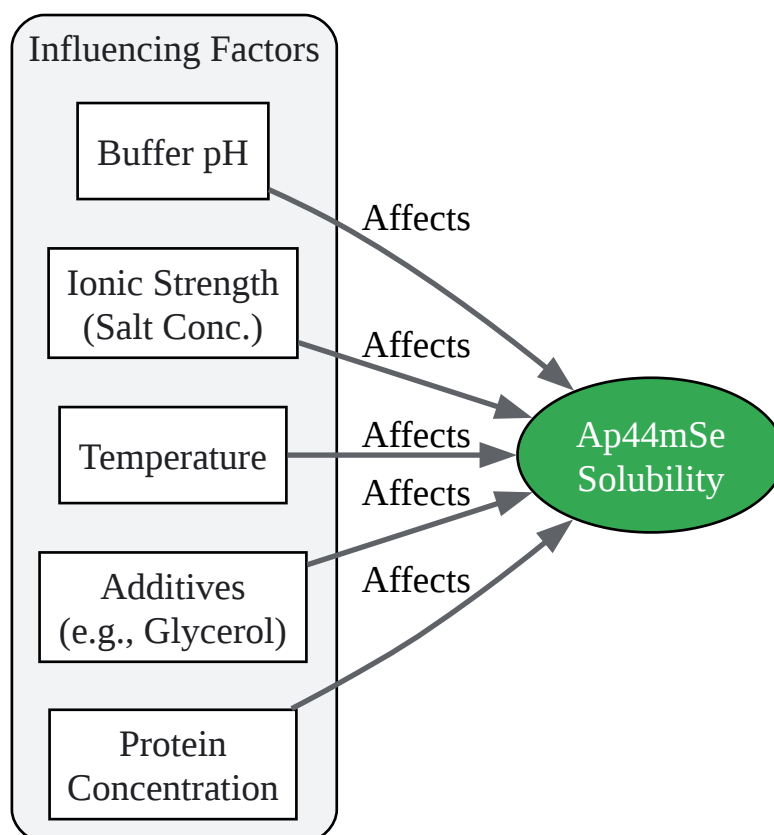 Influencing Factors
Buffer pH
Affects
Ionic Strength
(Salt Conc.)
Affects
Temperature
Affects
Ap44mSe
Solubility
Affects
Additives
(e.g., Glycerol)
Affects
Protein
Concentration